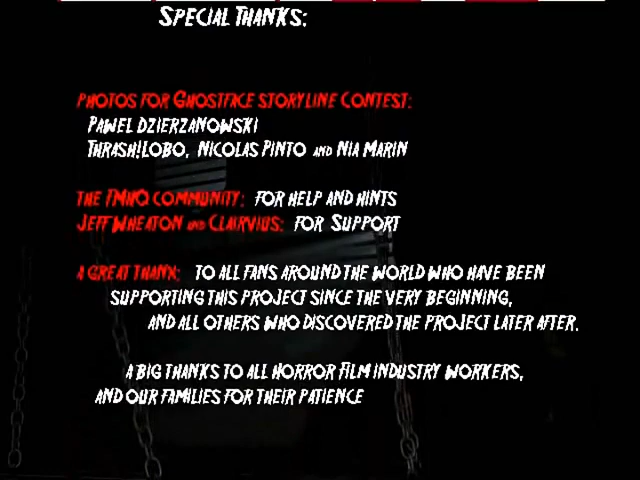 Special Thanks:
Photos for Ghostface storyline Contest:
Pawel Dzierzanowski
Thrash!Lobo, Nicolas Pinto and Nia Marin
The TMHQ community: for help and hints
Jeff Wheaton and Clairvius: for Support
A great thank: to all fans around the world who have been
supporting this project since the very beginning,
and all others who discovered the project later after.
A big thanks to all horror film industry workers,
and our families for their patience